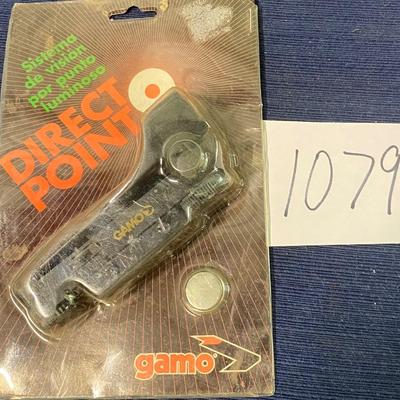 Sistema
de visión
por punto
luminoso
DIRECT
POINT
GAMO
gamo®
1079